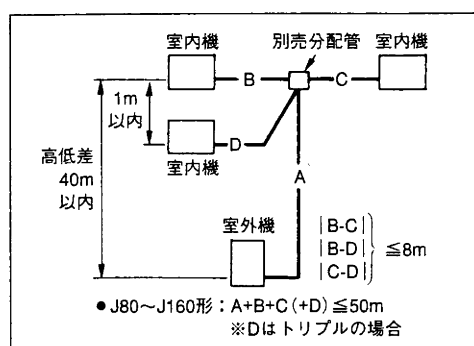 室内機
別売分配管
室内機
B
C
1m
以内
D
室内機
高低差
40m
以内
A
室外機
|B-C|
|B-D|
|C-D|
≦8m
●J80～J160形：A+B+C(+D)≦50m
※Dはトリプルの場合